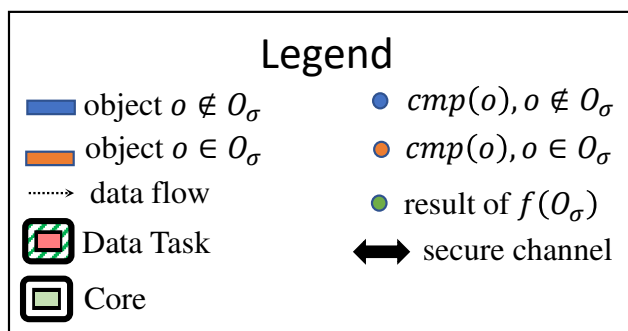 Legend
object o ∉ O_σ
object o ∈ O_σ
data flow
Data Task
Core
cmp(o), o ∉ O_σ
cmp(o), o ∈ O_σ
result of f(O_σ)
secure channel